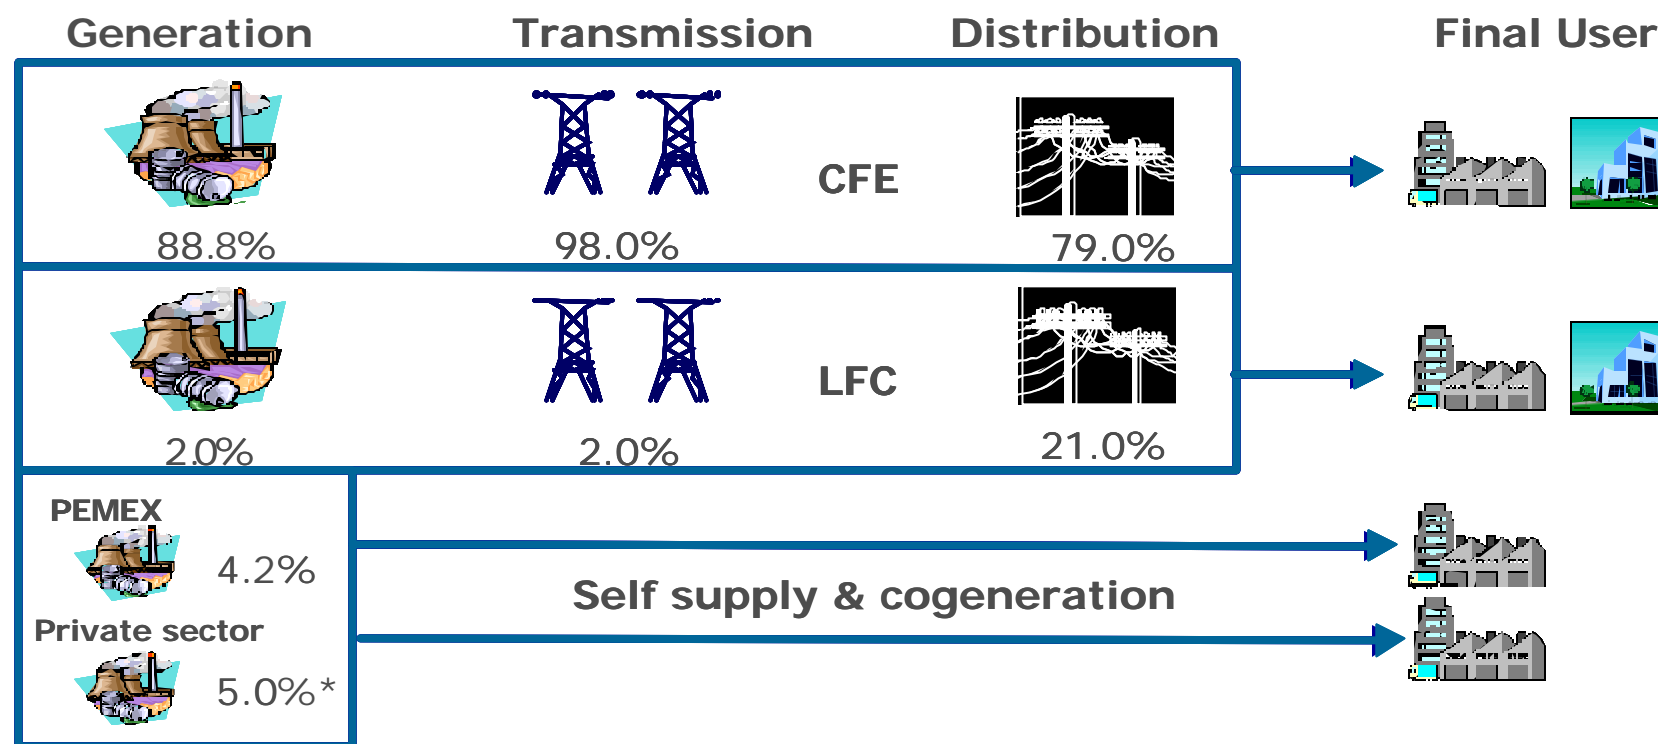 Generation Transmission Distribution Final User
CFE
88.8% 98.0% 79.0%
LFC
2.0% 2.0% 21.0%
PEMEX
4.2%
Self supply & cogeneration
Private sector
5.0%*